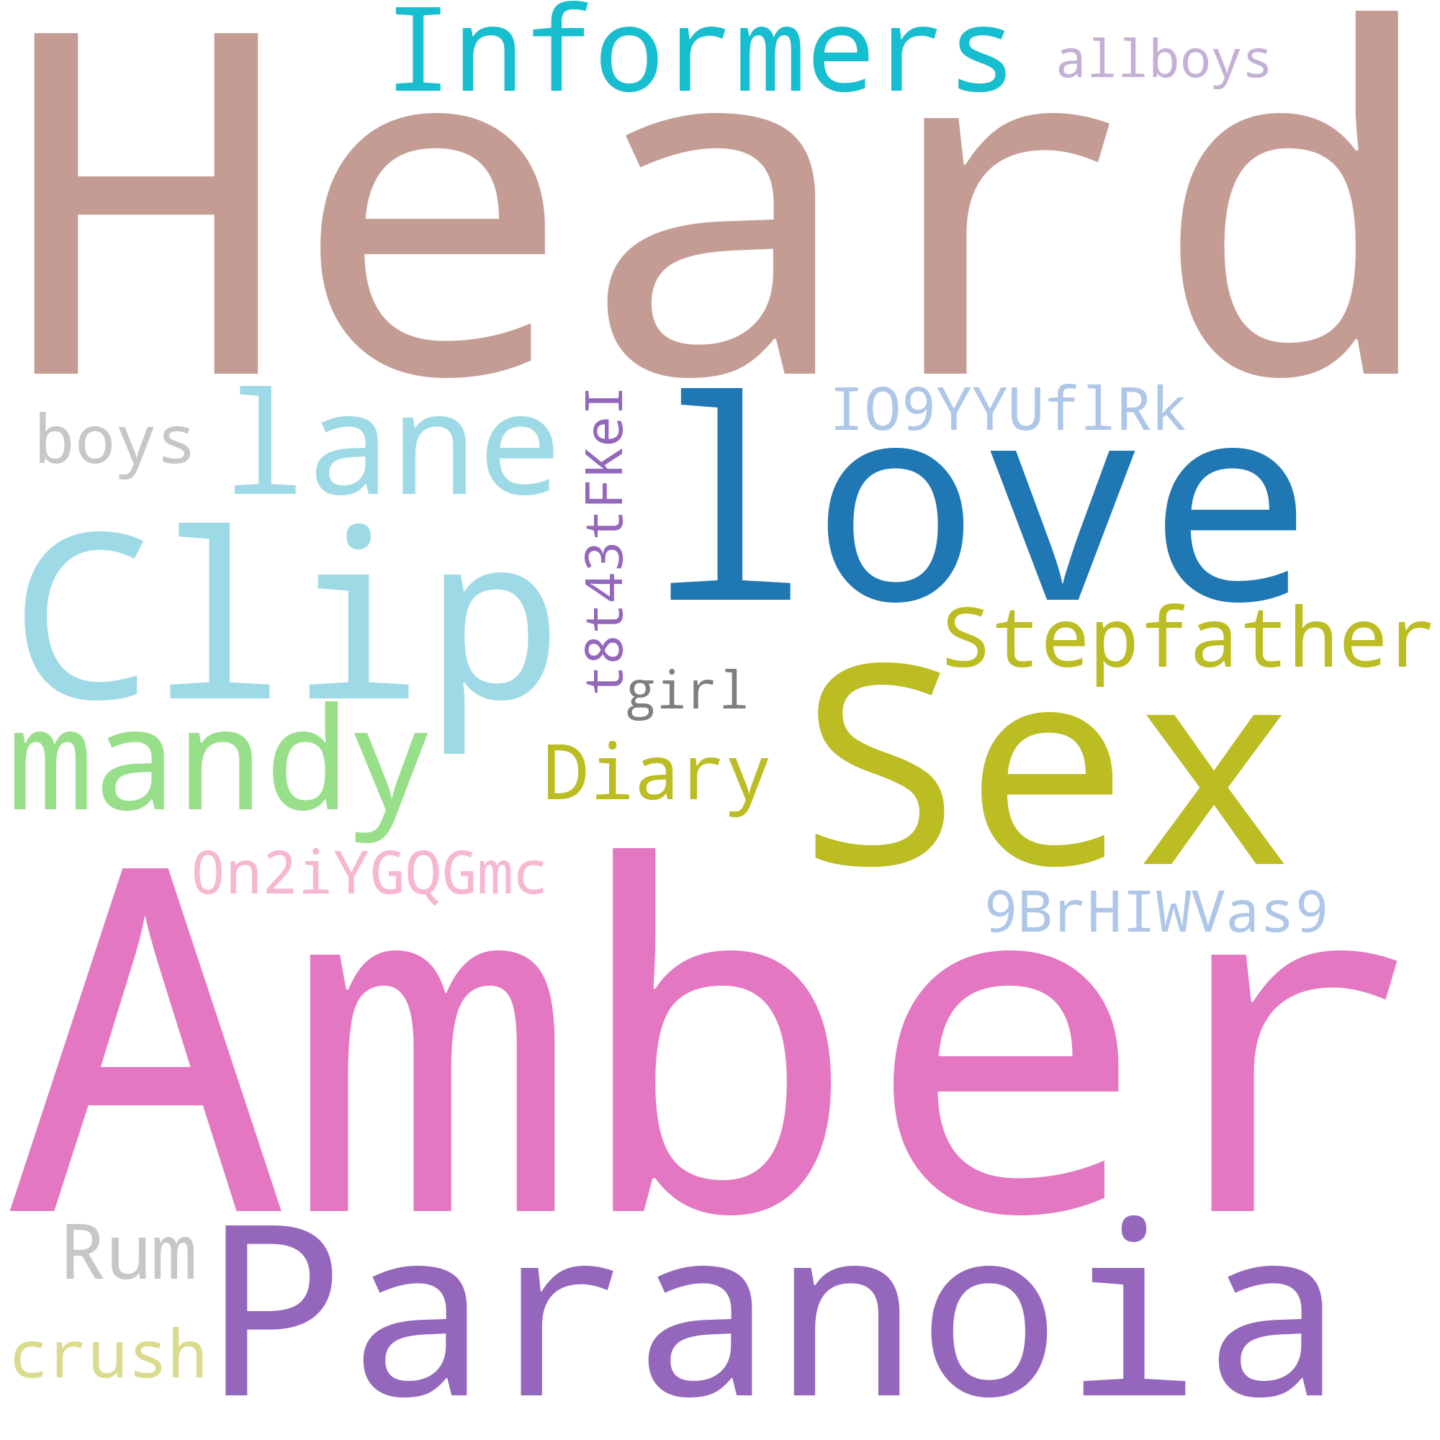 Informers
allboys
Heard
boys
lane
t8t43tFKeI
love
IO9YYUflRk
Clip
Stepfather
girl
Sex
mandy
Diary
0n2iYGQGmc
9BrHIWVas9
Amber
Rum
Paranoia
crush